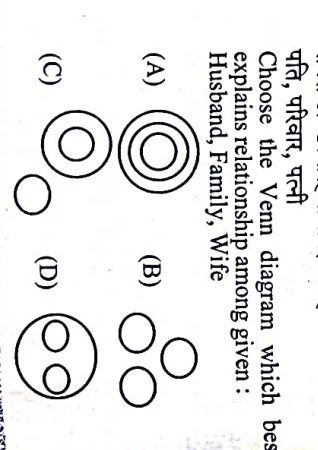 पति, परिवार, पत्नी
Choose the Venn diagram which bes
explains relationship among given :
Husband, Family, Wife
(A) (B)
(C) (D)